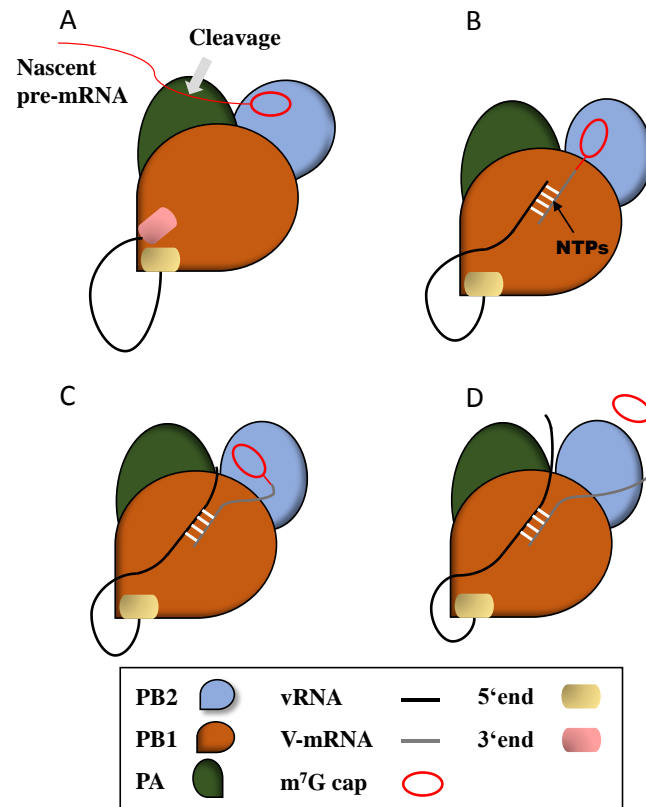 A
Cleavage
Nascent
pre-mRNA
B
NTPs
C
D
PB2 vRNA 5‘end
PB1 V-mRNA 3‘end
PA m⁷G cap